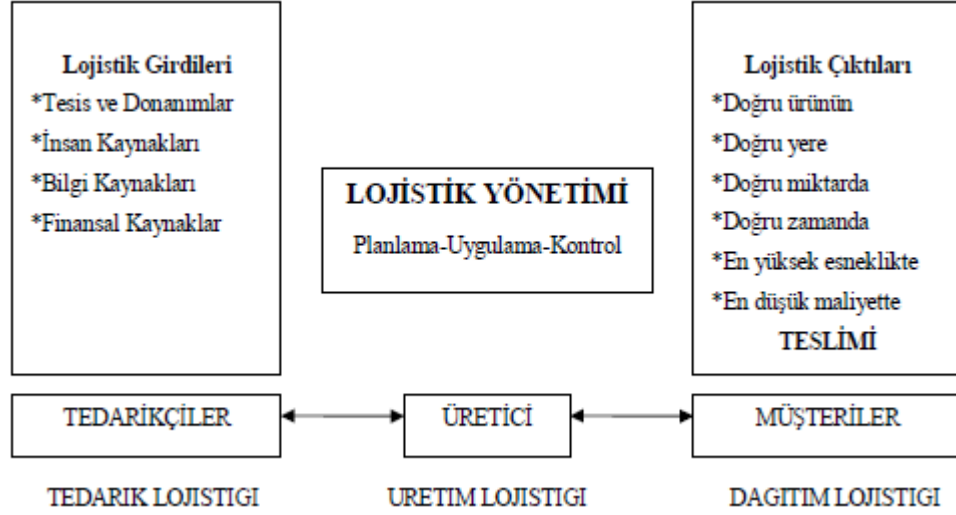 Lojistik Girdileri
*Tesis ve Donanımlar
*İnsan Kaynakları
*Bilgi Kaynakları
*Finansal Kaynaklar
LOJİSTİK YÖNETİMİ
Planlama-Uygulama-Kontrol
Lojistik Çıktıları
*Doğru ürünün
*Doğru yere
*Doğru miktarda
*Doğru zamanda
*En yüksek esneklikte
*En düşük maliyette
TESLİMİ
TEDARİKÇİLER
ÜRETİCİ
MÜŞTERİLER
TEDARIK LOJISTIGI
URETIM LOJISTIGI
DAGITIM LOJISTIGI